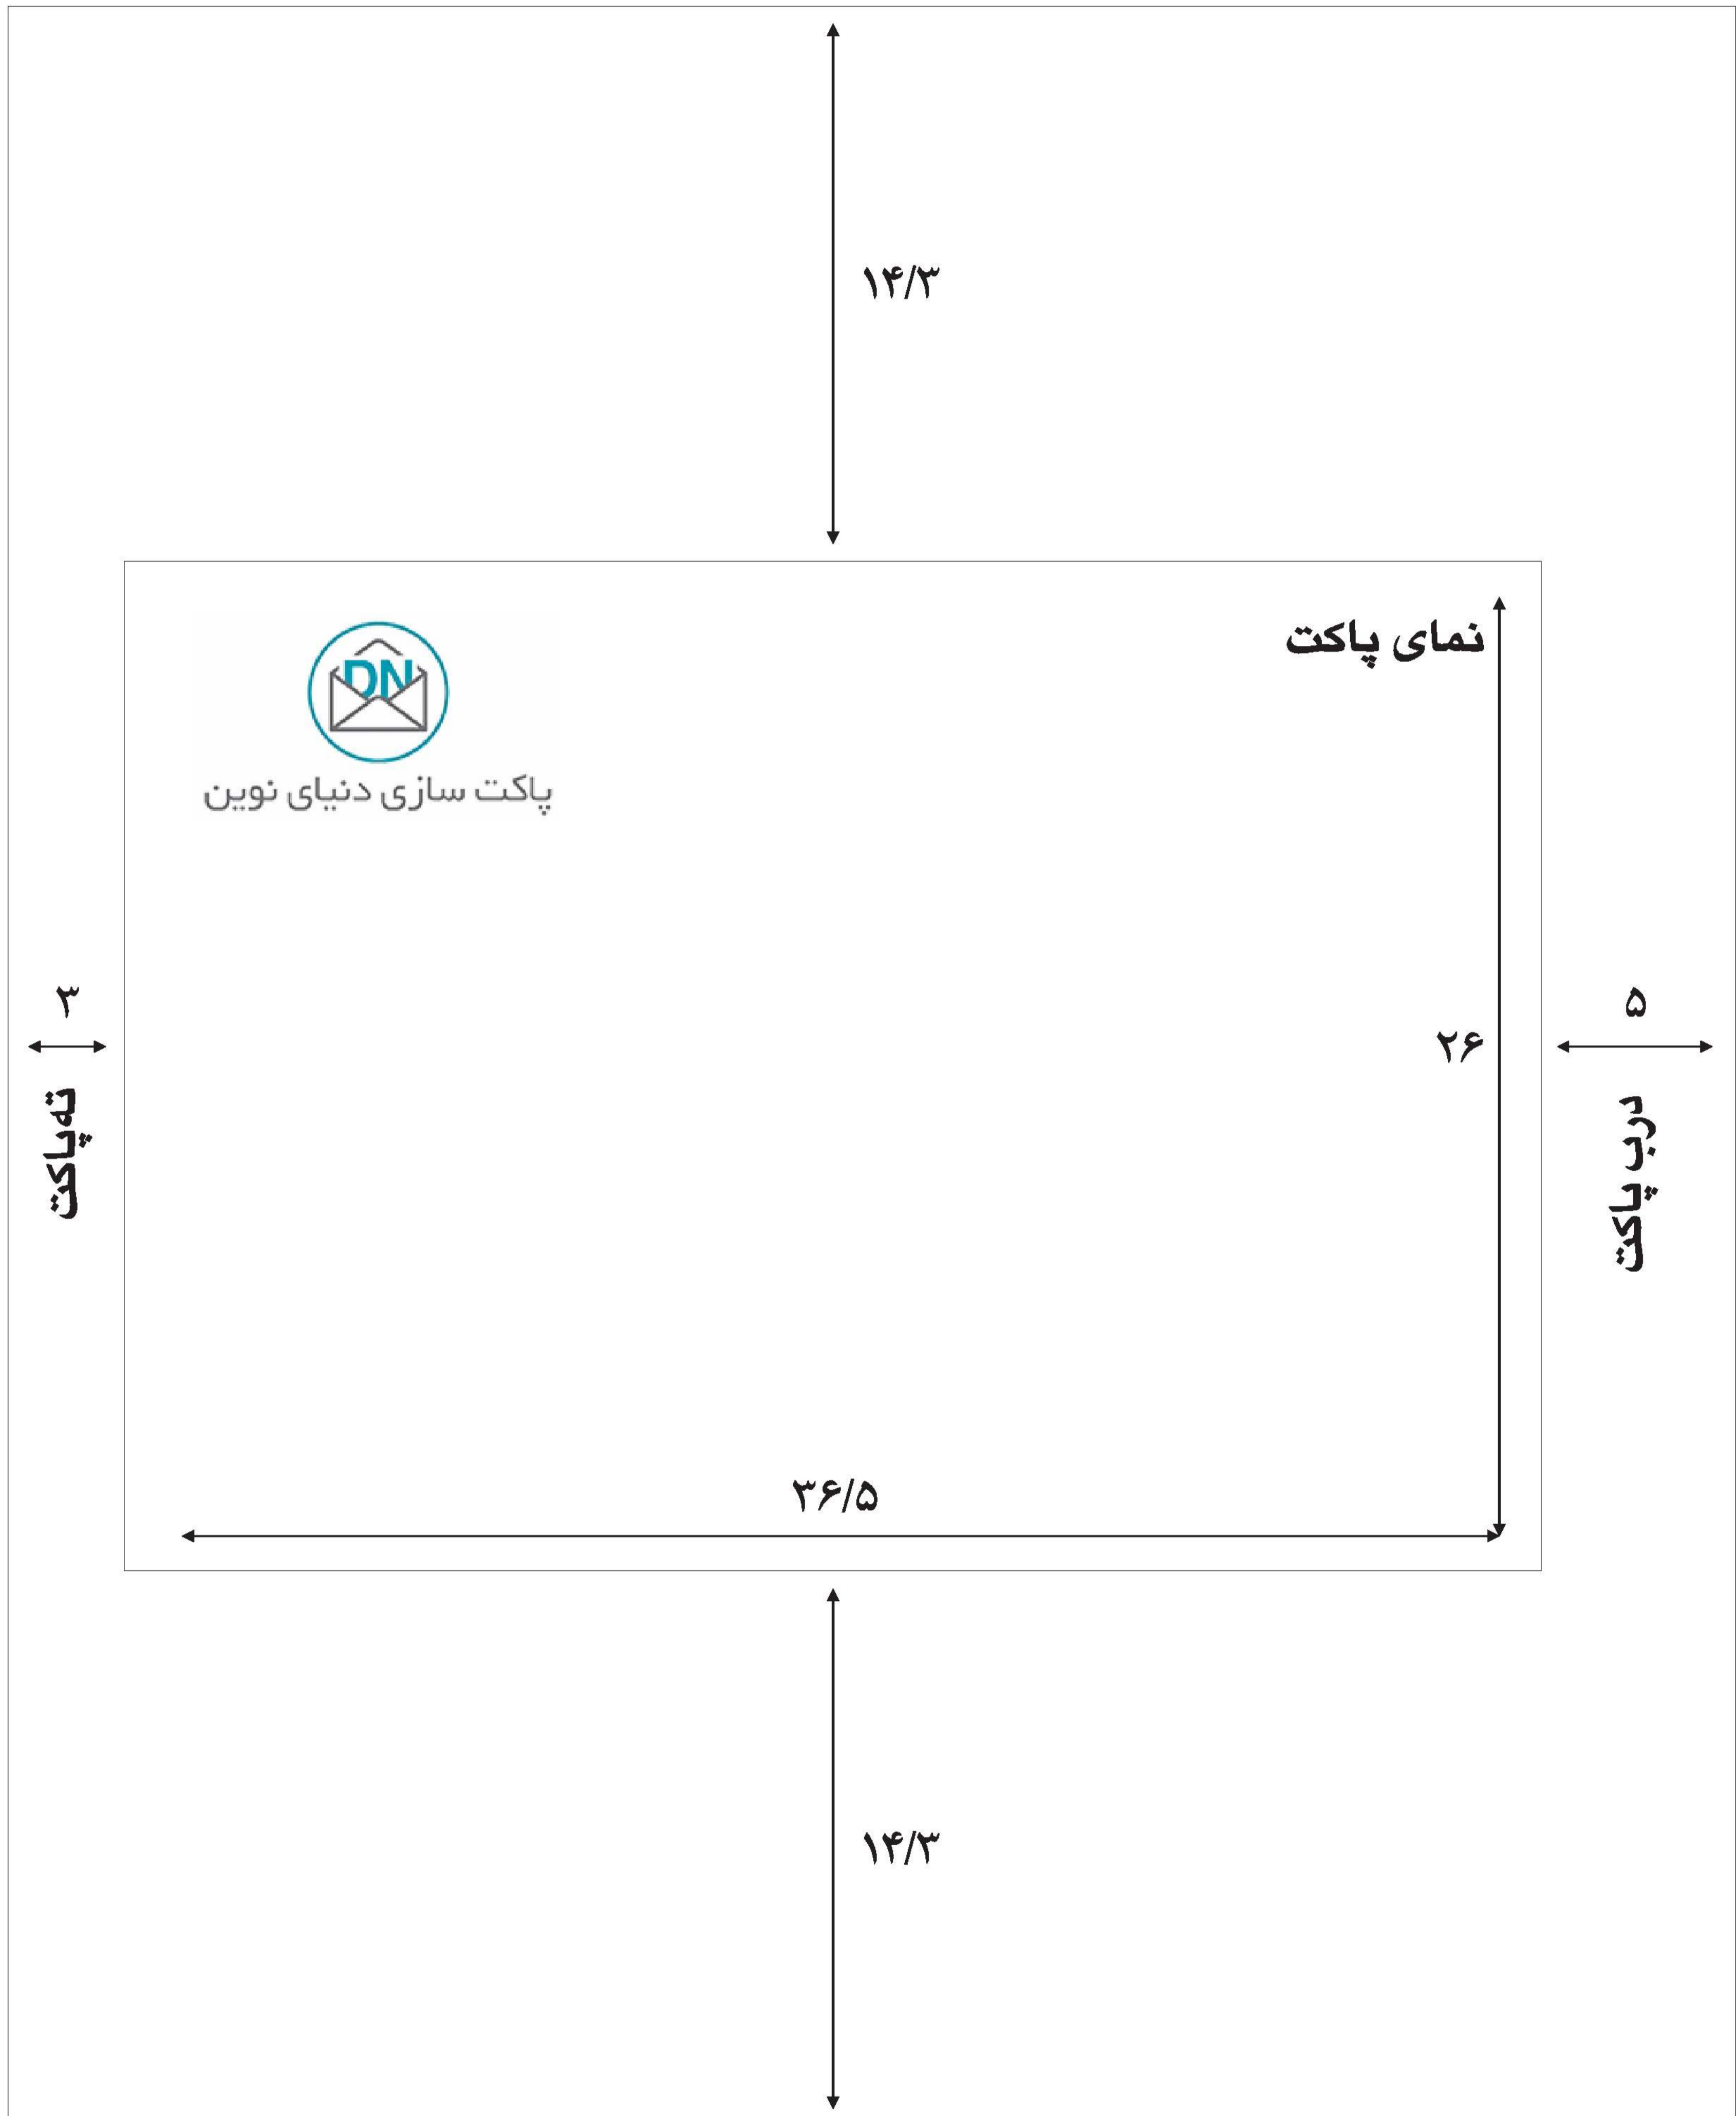 ۱۴/۳
نمای پاکت
DN
پاکت سازی دنیای نوین
۳
ته پاکت
۲۶
۵
درب پاکت
۳۶/۵
۱۴/۳